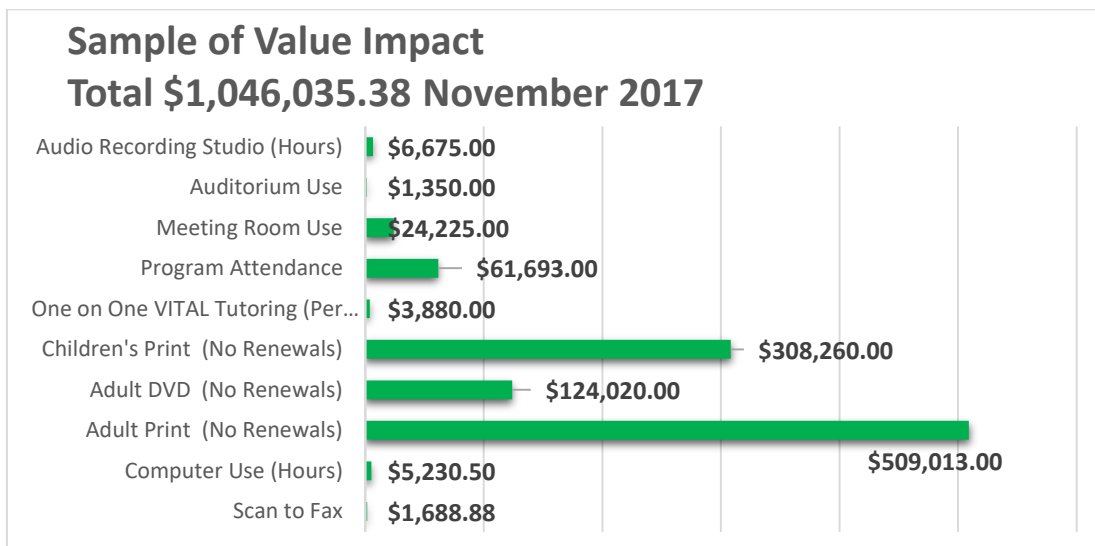 Sample of Value Impact
Total $1,046,035.38 November 2017
Audio Recording Studio (Hours) $6,675.00
Auditorium Use $1,350.00
Meeting Room Use $24,225.00
Program Attendance $61,693.00
One on One VITAL Tutoring (Per... $3,880.00
Children's Print (No Renewals) $308,260.00
Adult DVD (No Renewals) $124,020.00
Adult Print (No Renewals) $509,013.00
Computer Use (Hours) $5,230.50
Scan to Fax $1,688.88